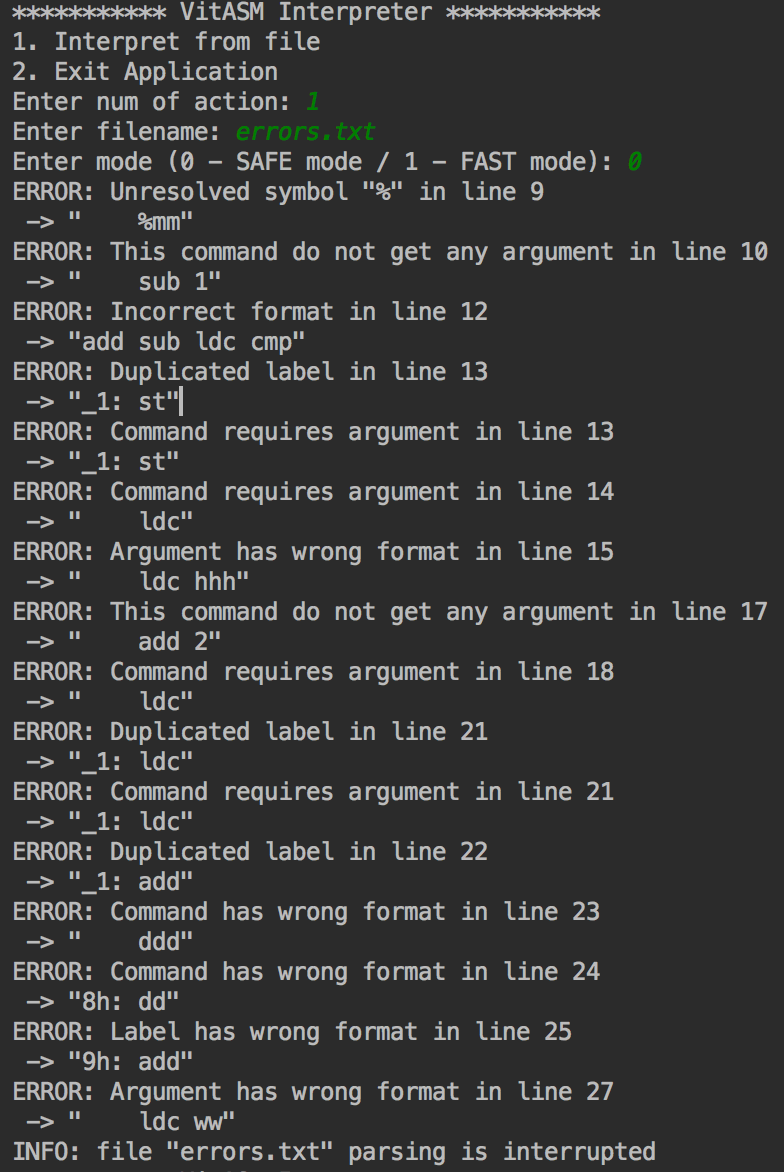 *********** VitASM Interpreter ***********
1. Interpret from file
2. Exit Application
Enter num of action: 1
Enter filename: errors.txt
Enter mode (0 - SAFE mode / 1 - FAST mode): 0
ERROR: Unresolved symbol "%" in line 9
 -> "    %mm"
ERROR: This command do not get any argument in line 10
 -> "    sub 1"
ERROR: Incorrect format in line 12
 -> "add sub ldc cmp"
ERROR: Duplicated label in line 13
 -> "_1: st"
ERROR: Command requires argument in line 13
 -> "_1: st"
ERROR: Command requires argument in line 14
 -> "    ldc"
ERROR: Argument has wrong format in line 15
 -> "    ldc hhh"
ERROR: This command do not get any argument in line 17
 -> "    add 2"
ERROR: Command requires argument in line 18
 -> "    ldc"
ERROR: Duplicated label in line 21
 -> "_1: ldc"
ERROR: Command requires argument in line 21
 -> "_1: ldc"
ERROR: Duplicated label in line 22
 -> "_1: add"
ERROR: Command has wrong format in line 23
 -> "    ddd"
ERROR: Command has wrong format in line 24
 -> "8h: dd"
ERROR: Label has wrong format in line 25
 -> "9h: add"
ERROR: Argument has wrong format in line 27
 -> "    ldc ww"
INFO: file "errors.txt" parsing is interrupted